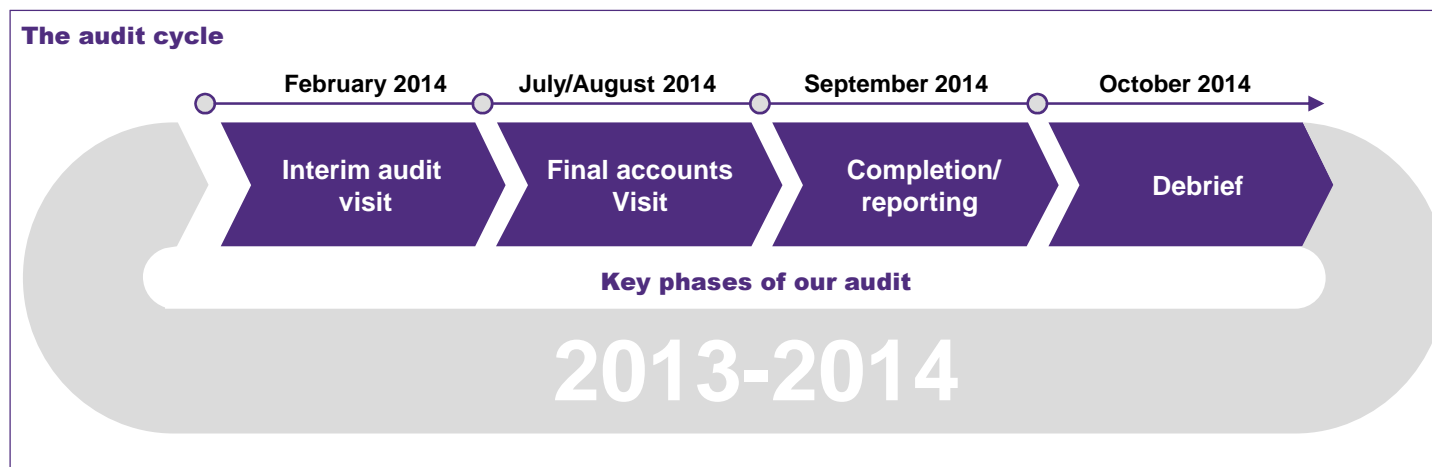 The audit cycle
February 2014
July/August 2014
September 2014
October 2014
Interim audit
visit
Final accounts
Visit
Completion/
reporting
Debrief
Key phases of our audit
2013-2014